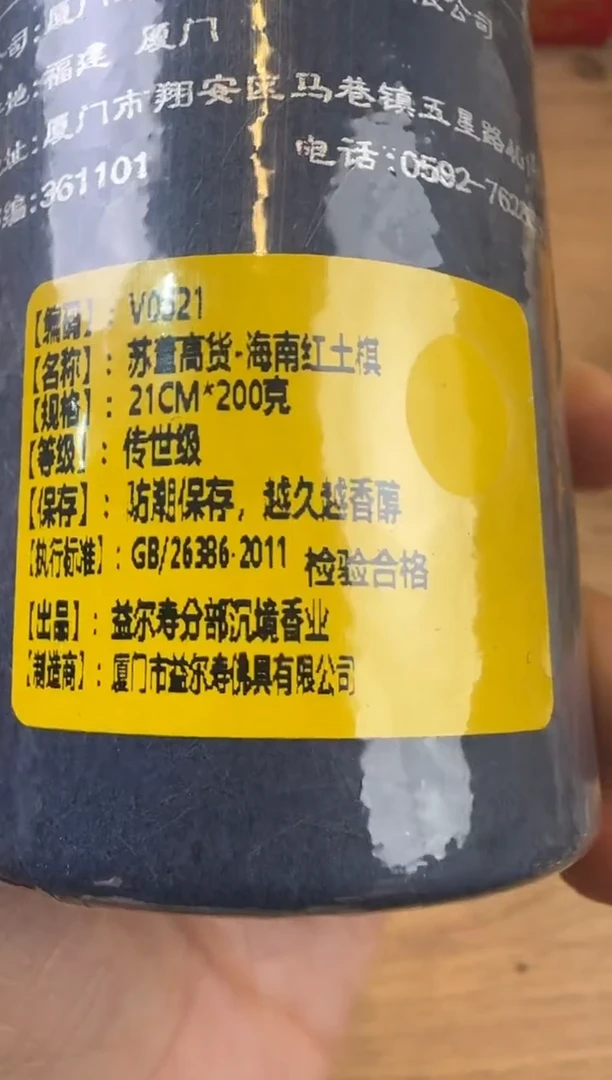 厦门
福建 厦门
厦门市翔安区马巷镇五星路
编:361101 电话:0592-762
【编码】：V0521
【名称】：苏董高货·海南红土棋
【规格】：21CM*200克
【等级】：传世级
【保存】：防潮保存，越久越香醇
【执行标准】：GB/26386-2011 检验合格
【出品】：益尔寿分部沉境香业
【制造商】：厦门市益尔寿佛具有限公司